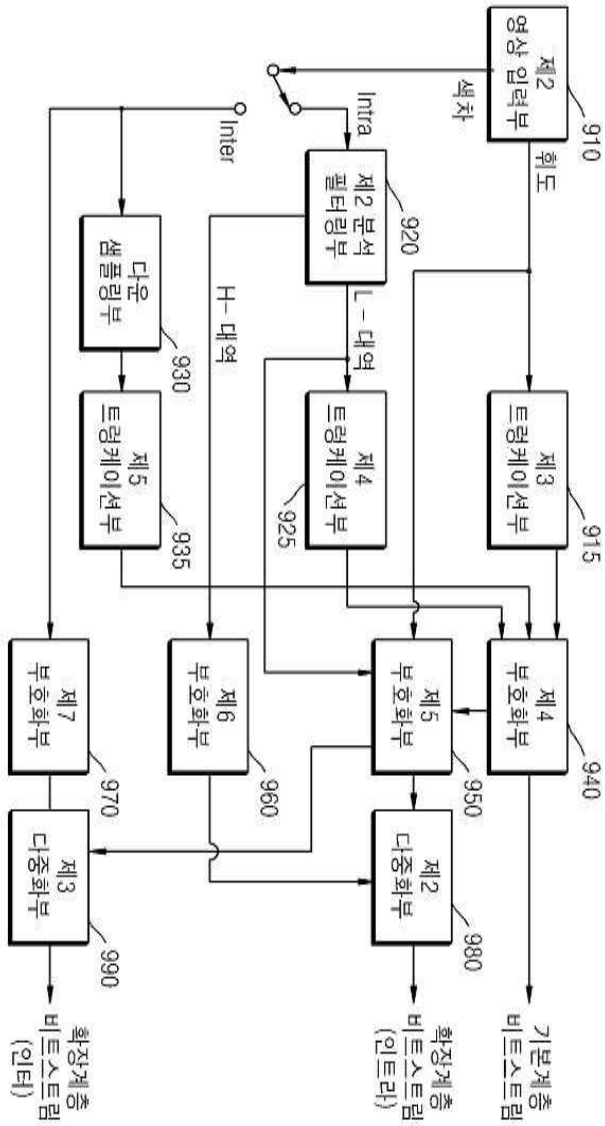 제2
영상 입력부
910
휘도
색차
Intra
Inter
제2 분석
필터링부
920
L - 대역
H- 대역
다운
샘플링부
930
제3
트렁케이션부
915
제4
트렁케이션부
925
제5
트렁케이션부
935
제4
부호화부
940
제5
부호화부
950
제6
부호화부
960
제7
부호화부
970
제2
다중화부
980
제3
다중화부
990
기본계층
비트스트림
확장계층
비트스트림
(인트라)
확장계층
비트스트림
(인터)